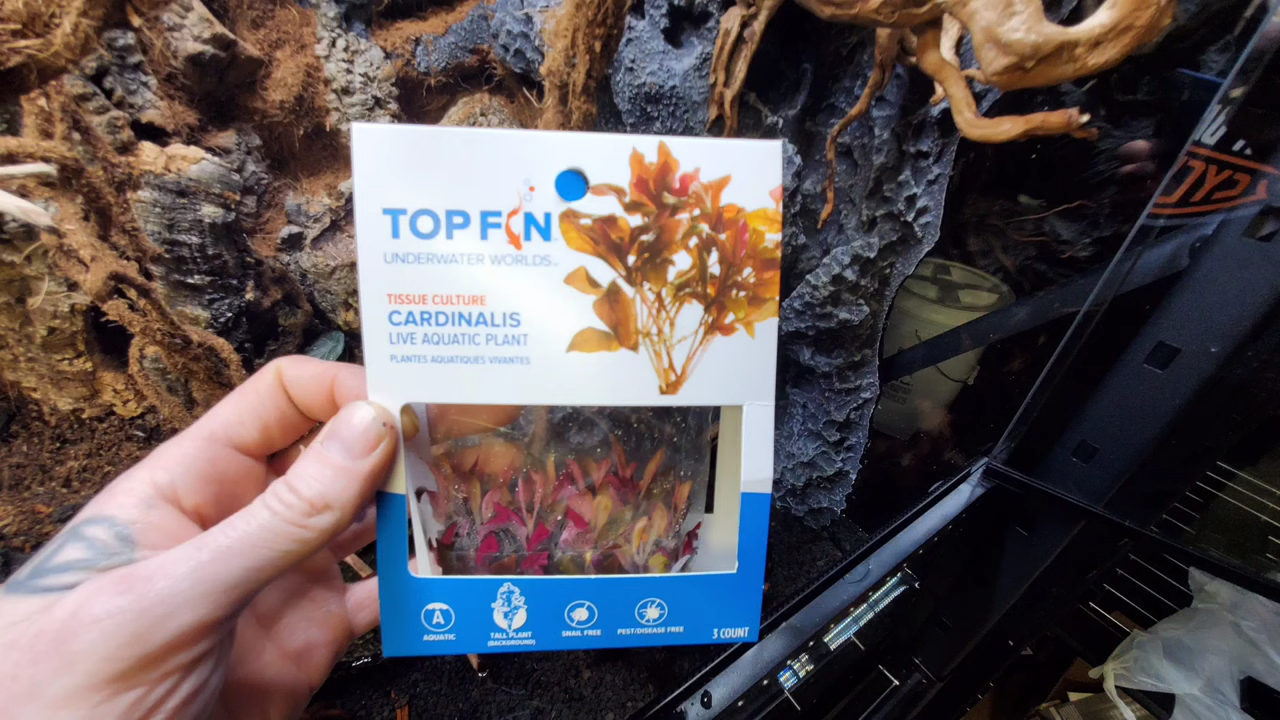 TOP FIN
UNDERWATER WORLDS™
TISSUE CULTURE
CARDINALIS
LIVE AQUATIC PLANT
PLANTES AQUATIQUES VIVANTES
A
AQUATIC
TALL PLANT
(BACKGROUND)
SNAIL FREE
PEST/DISEASE FREE
3 COUNT